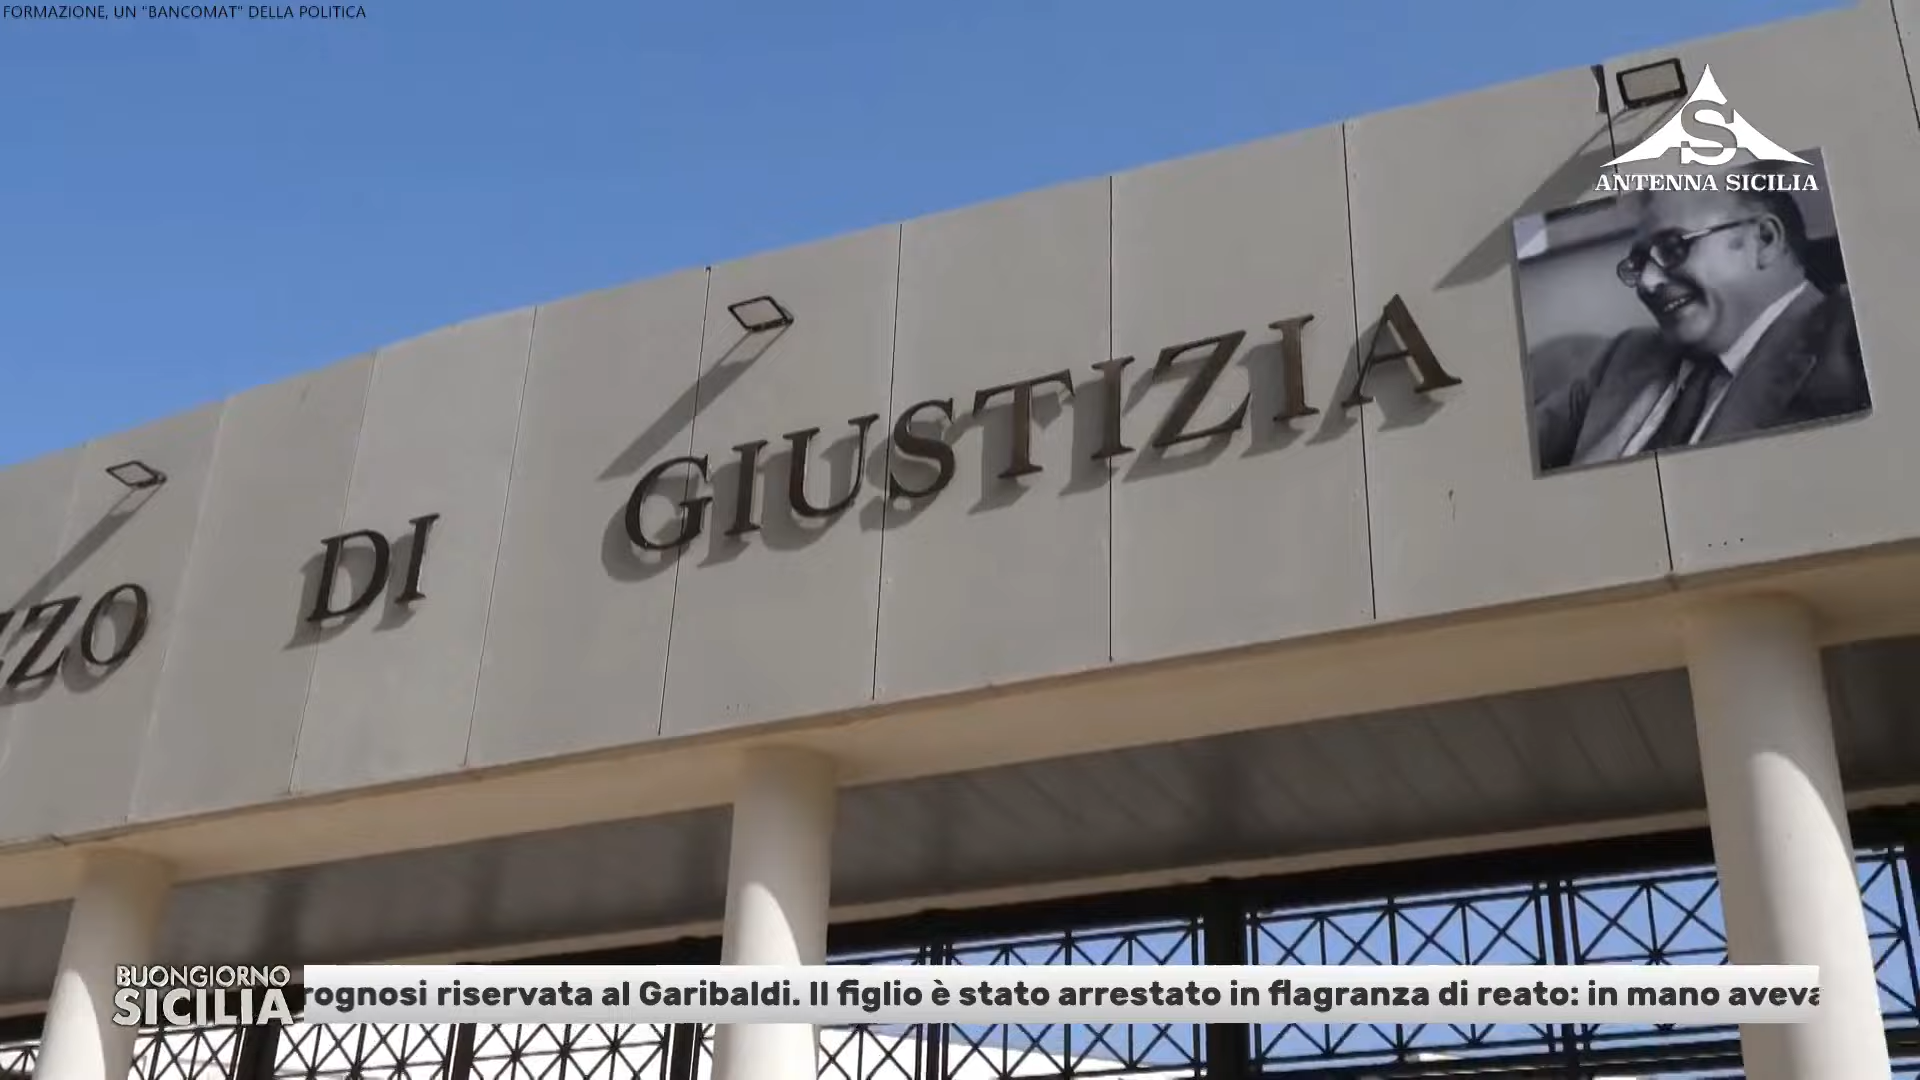 FORMAZIONE, UN "BANCOMAT" DELLA POLITICA
S
ANTENNA SICILIA
ZZO DI GIUSTIZIA
BUONGIORNO
SICILIA
rognosi riservata al Garibaldi. Il figlio è stato arrestato in flagranza di reato: in mano aveva